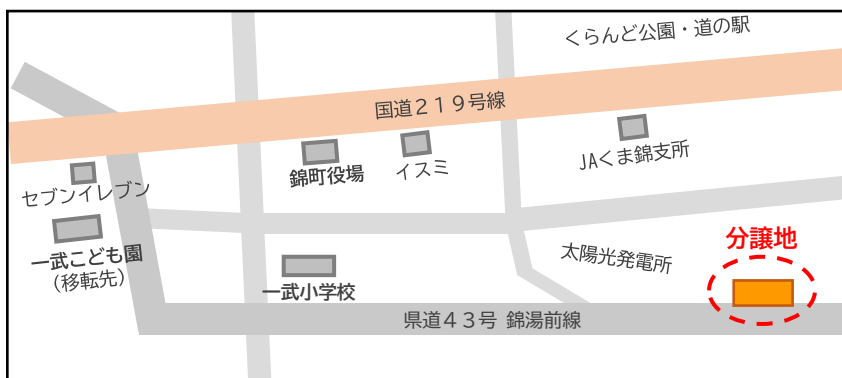 くらんど公園・道の駅
国道２１９号線
JAくま錦支所
錦町役場
イスミ
セブンイレブン
一武こども園
（移転先）
分譲地
太陽光発電所
一武小学校
県道４３号 錦湯前線